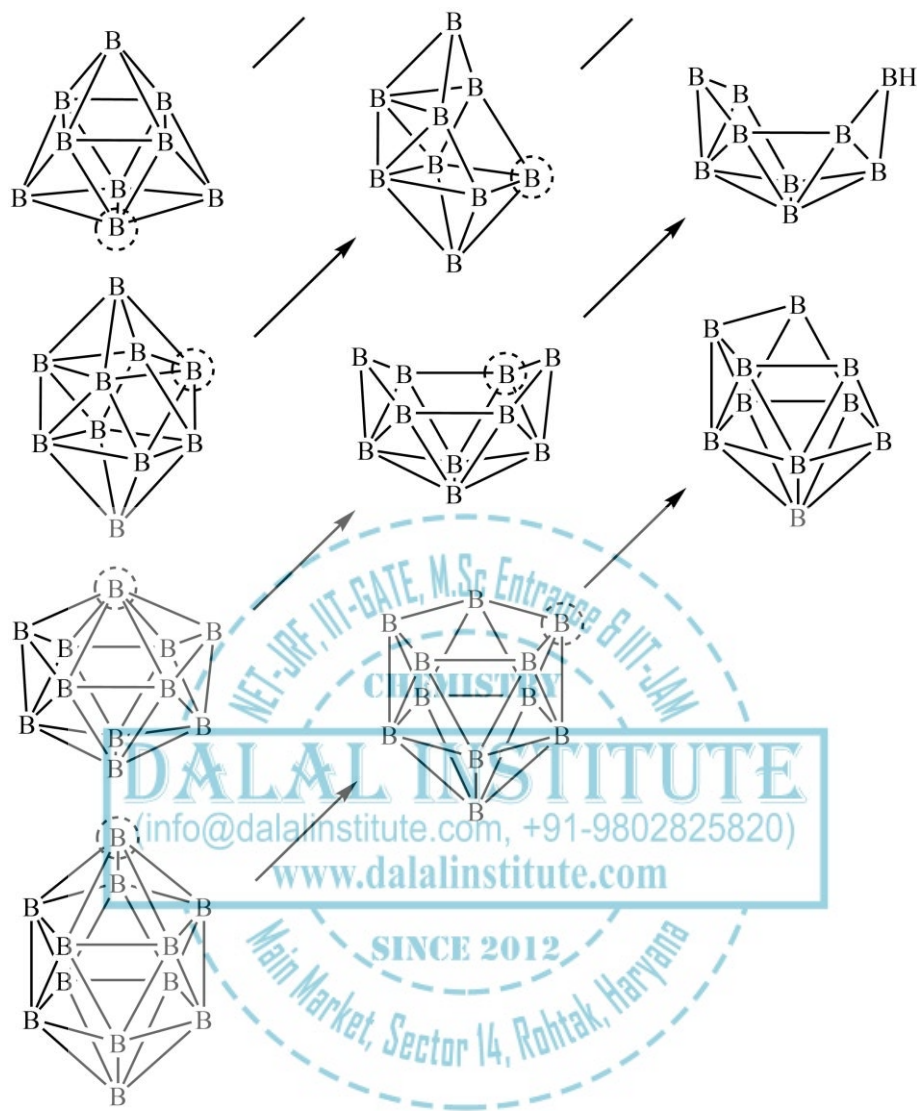 B B B BH
B B B B B B
B B B B B
B B B B B B B
B B B B
B B
B B B
B B B B B B
B B B B B B
B B B B B B B
B B B B B B
B B
B
B B B B B
B B B B B B
B B B B
B B B B B
B B B
B B
B
B
B B
B B
B B
B B
B
B
NET-JRF, IIT-GATE, M.Sc Entrance & IIT-JAM
CHEMISTRY
DALAL INSTITUTE
(info@dalalinstitute.com, +91-9802825820)
www.dalalinstitute.com
SINCE 2012
Main Market, Sector 14, Rohtak, Haryana